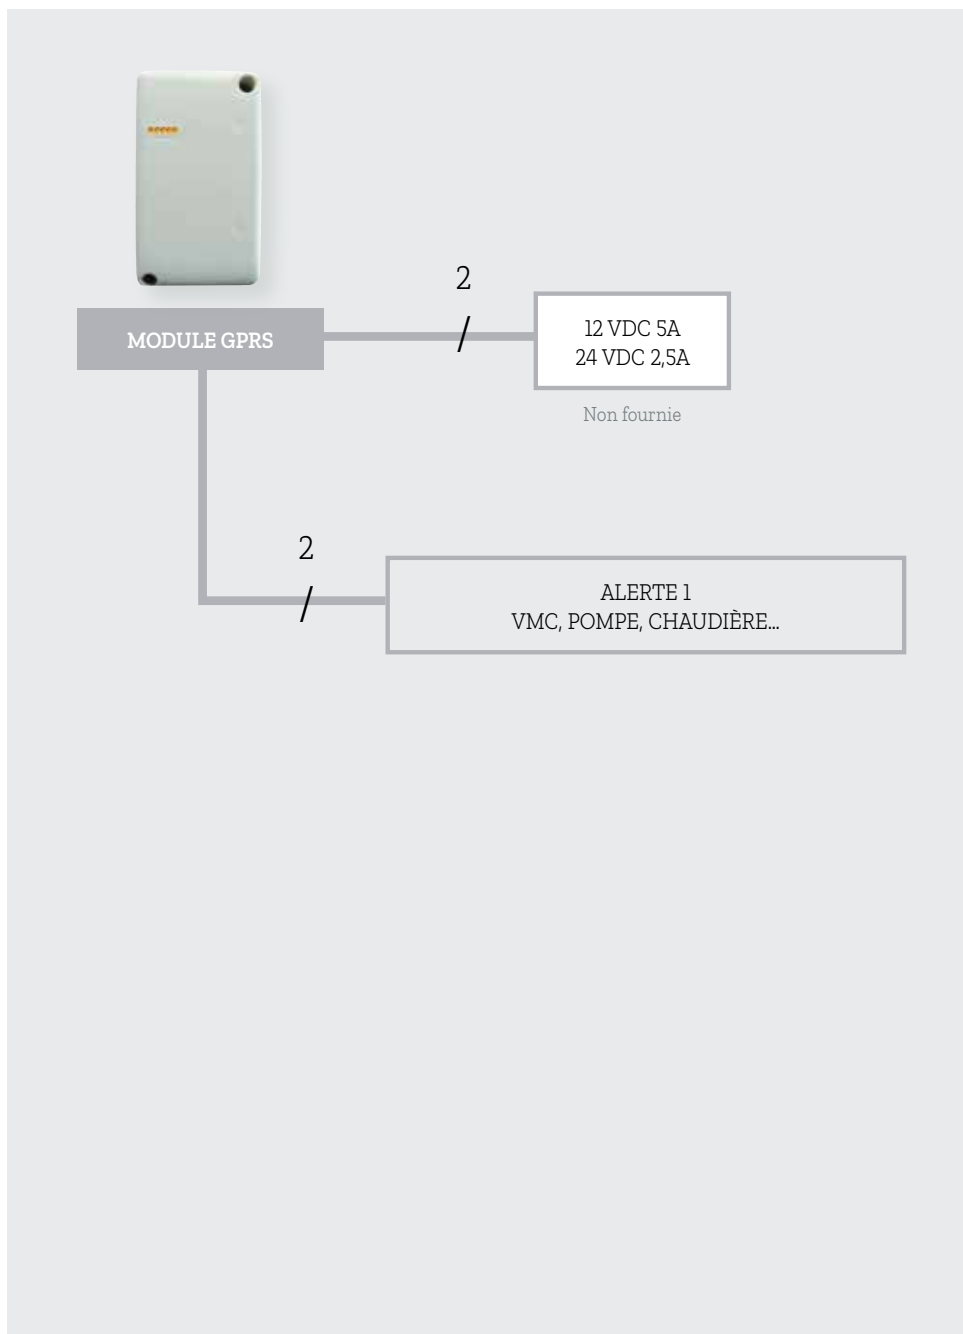 2
MODULE GPRS
12 VDC 5A
24 VDC 2,5A
Non fournie
2
ALERTE 1
VMC, POMPE, CHAUDIÈRE...